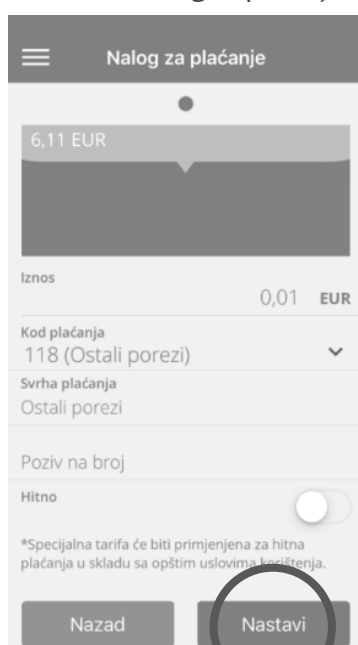 Nalog za plaćanje
6,11 EUR
Iznos
0,01 EUR
Kod plaćanja
118 (Ostali porezi)
Svrha plaćanja
Ostali porezi
Poziv na broj
Hitno
*Specijalna tarifa će biti primjenjena za hitna
plaćanja u skladu sa opštim uslovima korištenja.
Nazad
Nastavi